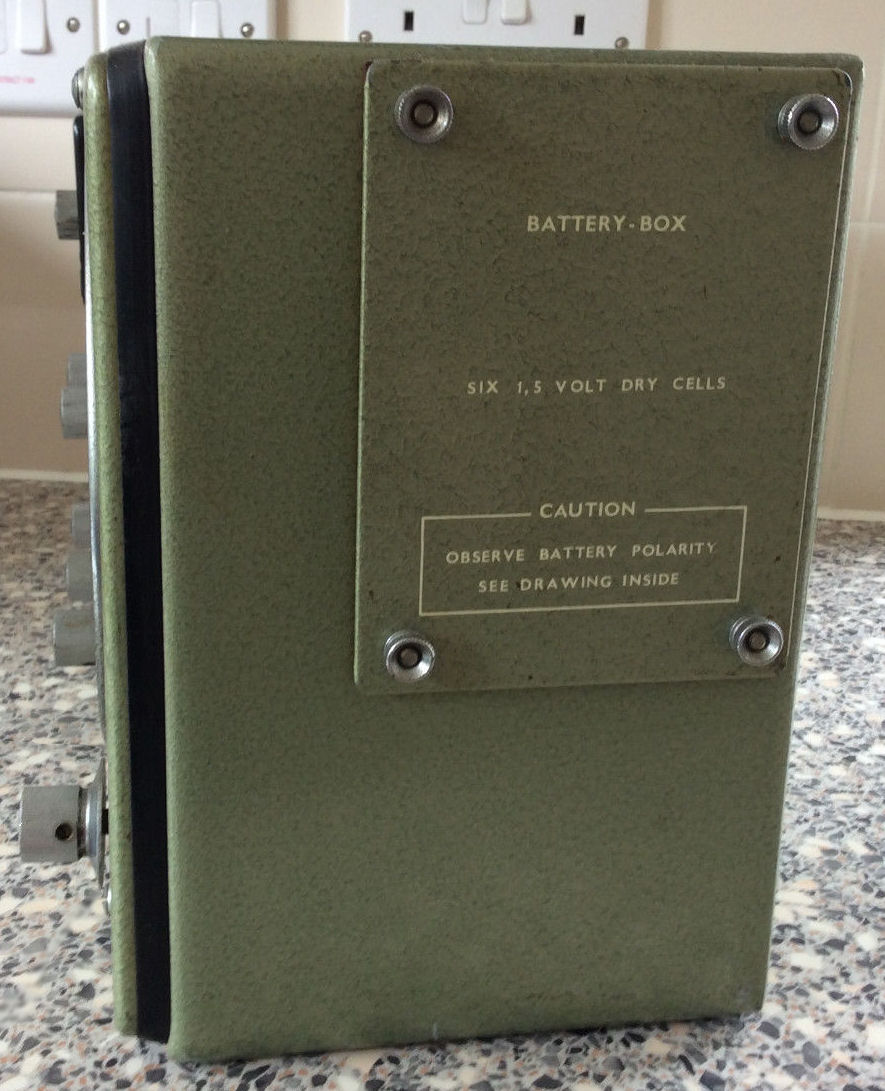 BATTERY-BOX
SIX 1,5 VOLT DRY CELLS
CAUTION
OBSERVE BATTERY POLARITY
SEE DRAWING INSIDE